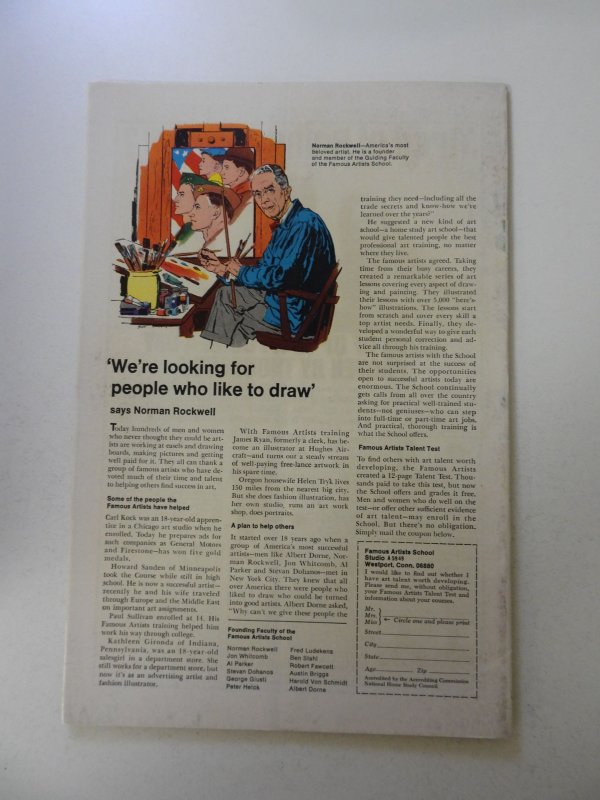 Norman Rockwell—America's most
beloved artist. He is a founder
and member of the Guiding Faculty
of the Famous Artists School.
'We're looking for
people who like to draw'
says Norman Rockwell
Today hundreds of men and women
who never thought they could be art-
ists are working at easels and drawing
boards, making pictures and getting
well paid for it. They all can thank a
group of famous artists who have de-
voted much of their time and talent
to helping others find success in art.
Some of the people the
Famous Artists have helped
Carl Kock was an 18-year-old appren-
tice in a Chicago art studio when he
enrolled. Today he prepares ads for
such companies as General Motors
and Firestone—has won five gold
medals.
Howard Sanden of Minneapolis
took the Course while still in high
school. He is now a successful artist—
recently he and his wife traveled
through Europe and the Middle East
on important art assignments.
Paul Sullivan enrolled at 14. His
Famous Artists training helped him
work his way through college.
Kathleen Gironda of Indiana,
Pennsylvania, was an 18-year-old
salesgirl in a department store. She
still works for a department store, but
now it's as an advertising artist and
fashion illustrator.
With Famous Artists training
James Ryan, formerly a clerk, has be-
come an illustrator at Hughes Air-
craft—and turns out a steady stream
of well-paying free-lance artwork in
his spare time.
Oregon housewife Helen Tryk lives
150 miles from the nearest big city.
But she does fashion illustration, has
her own studio, runs an art work
shop, does portraits.
A plan to help others
It started over 18 years ago when a
group of America's most successful
artists—men like Albert Dorne, Nor-
man Rockwell, Jon Whitcomb, Al
Parker and Stevan Dohanos—met in
New York City. They knew that all
over America there were people who
liked to draw who could be turned
into good artists. Albert Dorne asked,
"Why can't we give these people the
Founding Faculty of the
Famous Artists School
Norman Rockwell
Jon Whitcomb
Al Parker
Stevan Dohanos
George Giusti
Peter Helck
Fred Ludekens
Ben Stahl
Robert Fawcett
Austin Briggs
Harold Von Schmidt
Albert Dorne
training they need—including all the
trade secrets and know-how we've
learned over the years?"
He suggested a new kind of art
school—a home study art school—that
would give talented people the best
professional art training, no matter
where they live.
The famous artists agreed. Taking
time from their busy careers, they
created a remarkable series of art
lessons covering every aspect of draw-
ing and painting. They illustrated
their lessons with over 5,000 "here's-
how" illustrations. The lessons start
from scratch and cover every skill a
top artist needs. Finally, they de-
veloped a wonderful way to give each
student personal correction and ad-
vice all through his training.
The famous artists with the School
are not surprised at the success of
their students. The opportunities
open to successful artists today are
enormous. The School continually
gets calls from all over the country
asking for practical well-trained stu-
dents—not geniuses—who can step
into full-time or part-time art jobs.
And practical, thorough training is
what the School offers.
Famous Artists Talent Test
To find others with art talent worth
developing, the Famous Artists
created a 12-page Talent Test. Thou-
sands paid to take this test, but now
the School offers and grades it free.
Men and women who do well on the
test—or offer other sufficient evidence
of art talent—may enroll in the
School. But there's no obligation.
Simply mail the coupon below.
Famous Artists School
Studio A5848
Westport, Conn. 06880
I would like to find out whether I
have art talent worth developing.
Please send me, without obligation,
your Famous Artists Talent Test and
information about your courses.
Mr.
Mrs.
Miss
Circle one and please print
Street
City
State
Age Zip
Accredited by the Accrediting Commission
National Home Study Council.